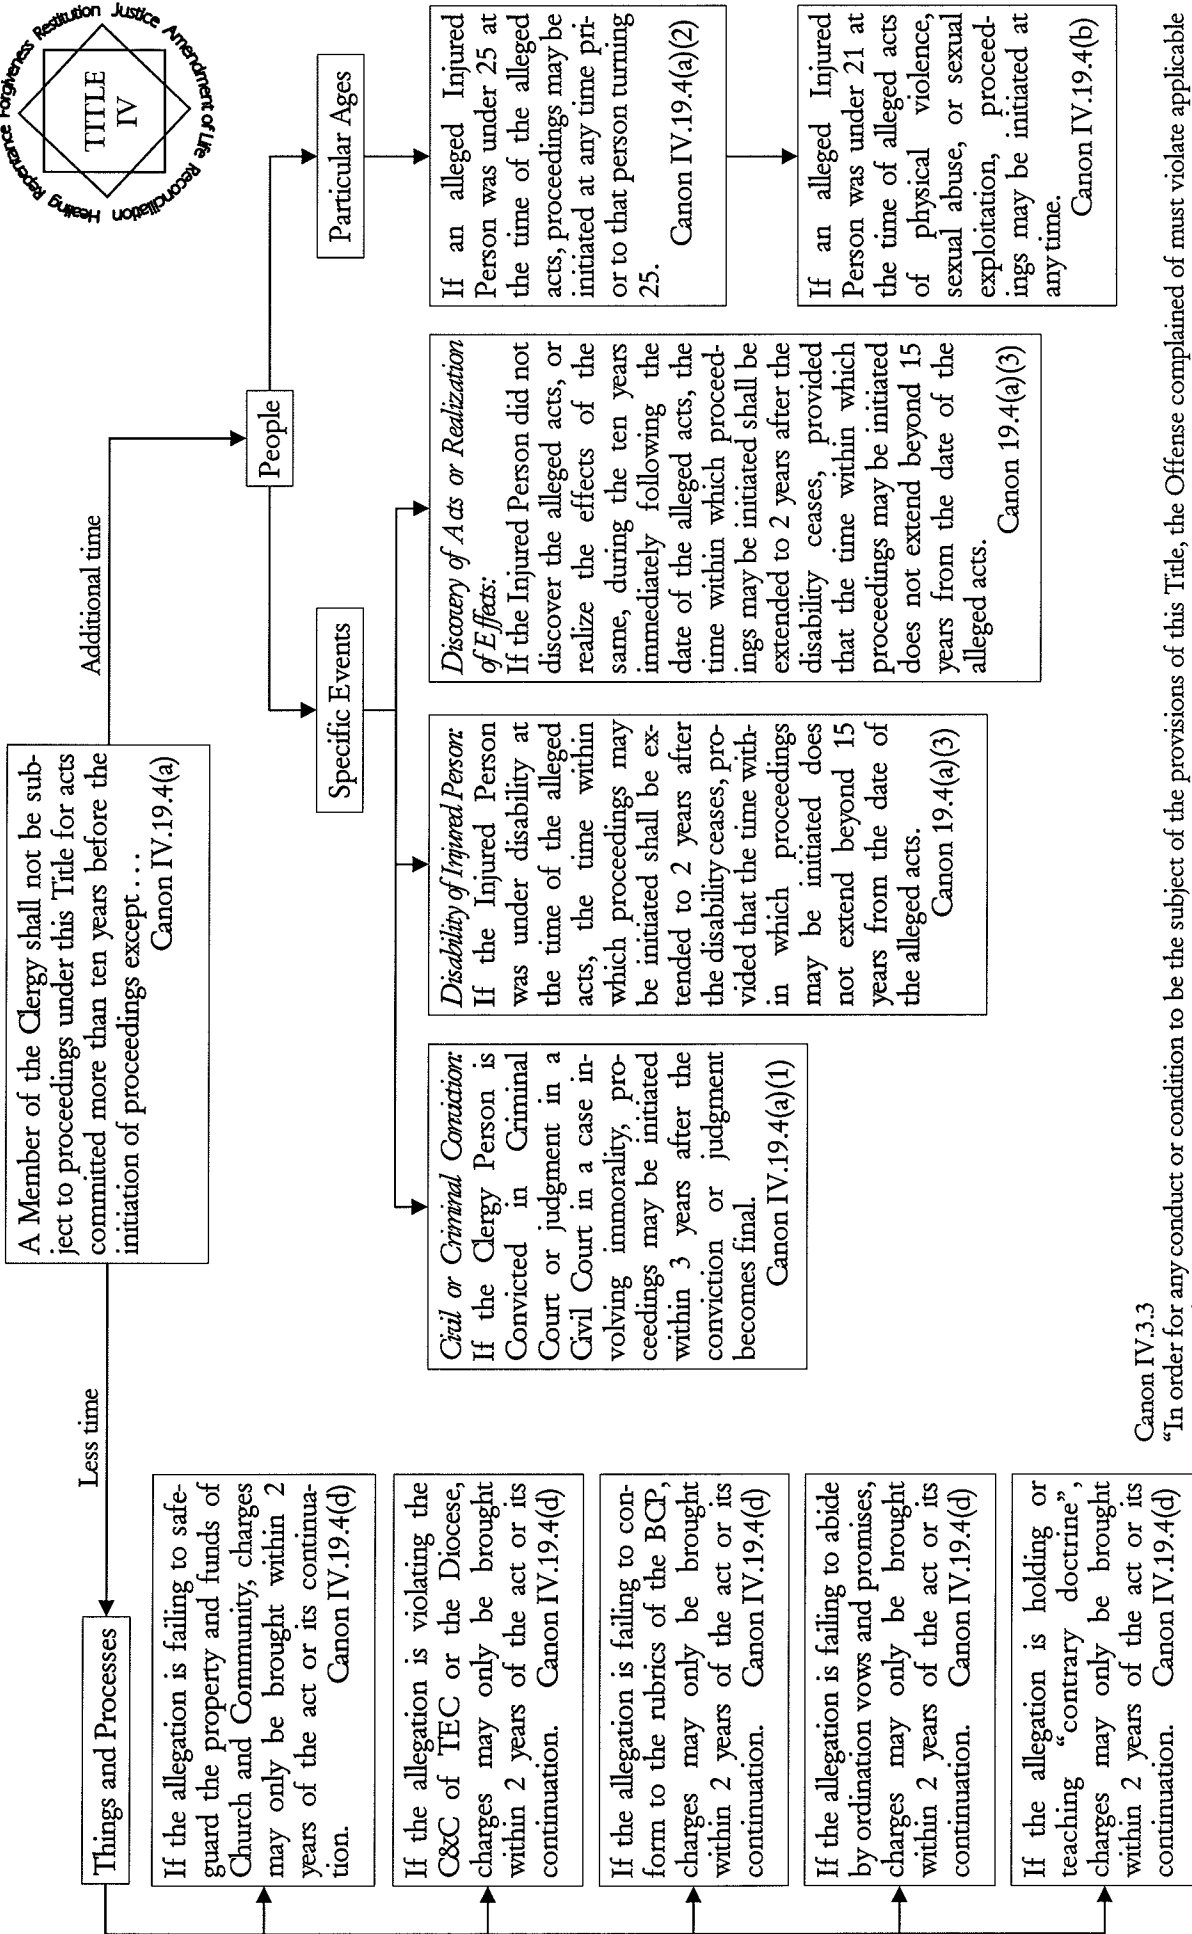 Healing Repentance Forgiveness Restitution Justice Amendment of Life Reconciliation
TITLE
IV
A Member of the Clergy shall not be sub-
ject to proceedings under this Title for acts
committed more than ten years before the
initiation of proceedings except…
Canon IV.19.4(a)
Less time
Additional time
Things and Processes
If the allegation is failing to safe-
guard the property and funds of
Church and Community, charges
may only be brought within 2
years of the act or its continua-
tion. Canon IV.19.4(d)
If the allegation is violating the
C&C of TEC or the Diocese,
charges may only be brought
within 2 years of the act or its
continuation. Canon IV.19.4(d)
If the allegation is failing to con-
form to the rubrics of the BCP,
charges may only be brought
within 2 years of the act or its
continuation. Canon IV.19.4(d)
If the allegation is failing to abide
by ordination vows and promises,
charges may only be brought
within 2 years of the act or its
continuation. Canon IV.19.4(d)
If the allegation is holding or
teaching “contrary doctrine”,
charges may only be brought
within 2 years of the act or its
continuation. Canon IV.19.4(d)
People
Specific Events
Civil or Criminal Conviction:
If the Clergy Person is
Convicted in Criminal
Court or judgment in a
Civil Court in a case in-
volving immorality, pro-
ceedings may be initiated
within 3 years after the
conviction or judgment
becomes final.
Canon IV.19.4(a)(1)
Disability of Injured Person:
If the Injured Person
was under disability at
the time of the alleged
acts, the time within
which proceedings may
be initiated shall be ex-
tended to 2 years after
the disability ceases, pro-
vided that the time with-
in which proceedings
may be initiated does
not extend beyond 15
years from the date of
the alleged acts.
Canon 19.4(a)(3)
Discovery of Acts or Realization
of Effects:
If the Injured Person did not
discover the alleged acts, or
realize the effects of the
same, during the ten years
immediately following the
date of the alleged acts, the
time within which proceed-
ings may be initiated shall be
extended to 2 years after the
disability ceases, provided
that the time within which
proceedings may be initiated
does not extend beyond 15
years from the date of the
alleged acts.
Canon 19.4(a)(3)
Particular Ages
If an alleged Injured
Person was under 25 at
the time of the alleged
acts, proceedings may be
initiated at any time pri-
or to that person turning
25.
Canon IV.19.4(a)(2)
If an alleged Injured
Person was under 21 at
the time of alleged acts
of physical violence,
sexual abuse, or sexual
exploitation, proceed-
ings may be initiated at
any time.
Canon IV.19.4(b)
Canon IV.3.3
“In order for any conduct or condition to be the subject of the provisions of this Title, the Offense complained of must violate applicable